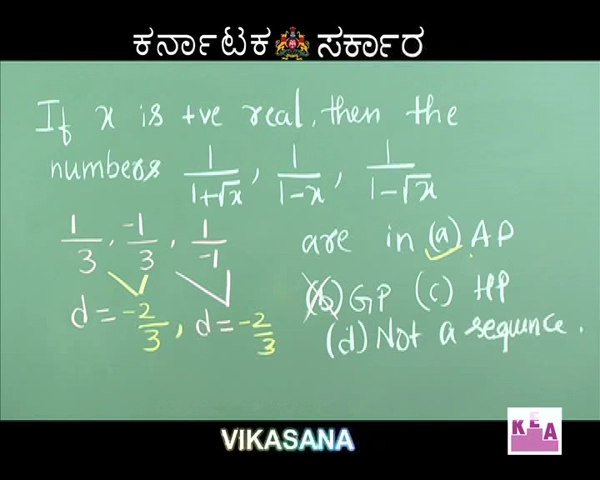 ಕರ್ನಾಟಕ ಸರ್ಕಾರ
If x is +ve real, then the
numbers 1/(1+√x), 1/(1-x), 1/(1-√x)
are in (a) AP
1/3, -1/3, 1/-1
(b) GP (c) HP
d = -2/3, d = -2/3
(d) Not a sequnce.
KEA
VIKASANA